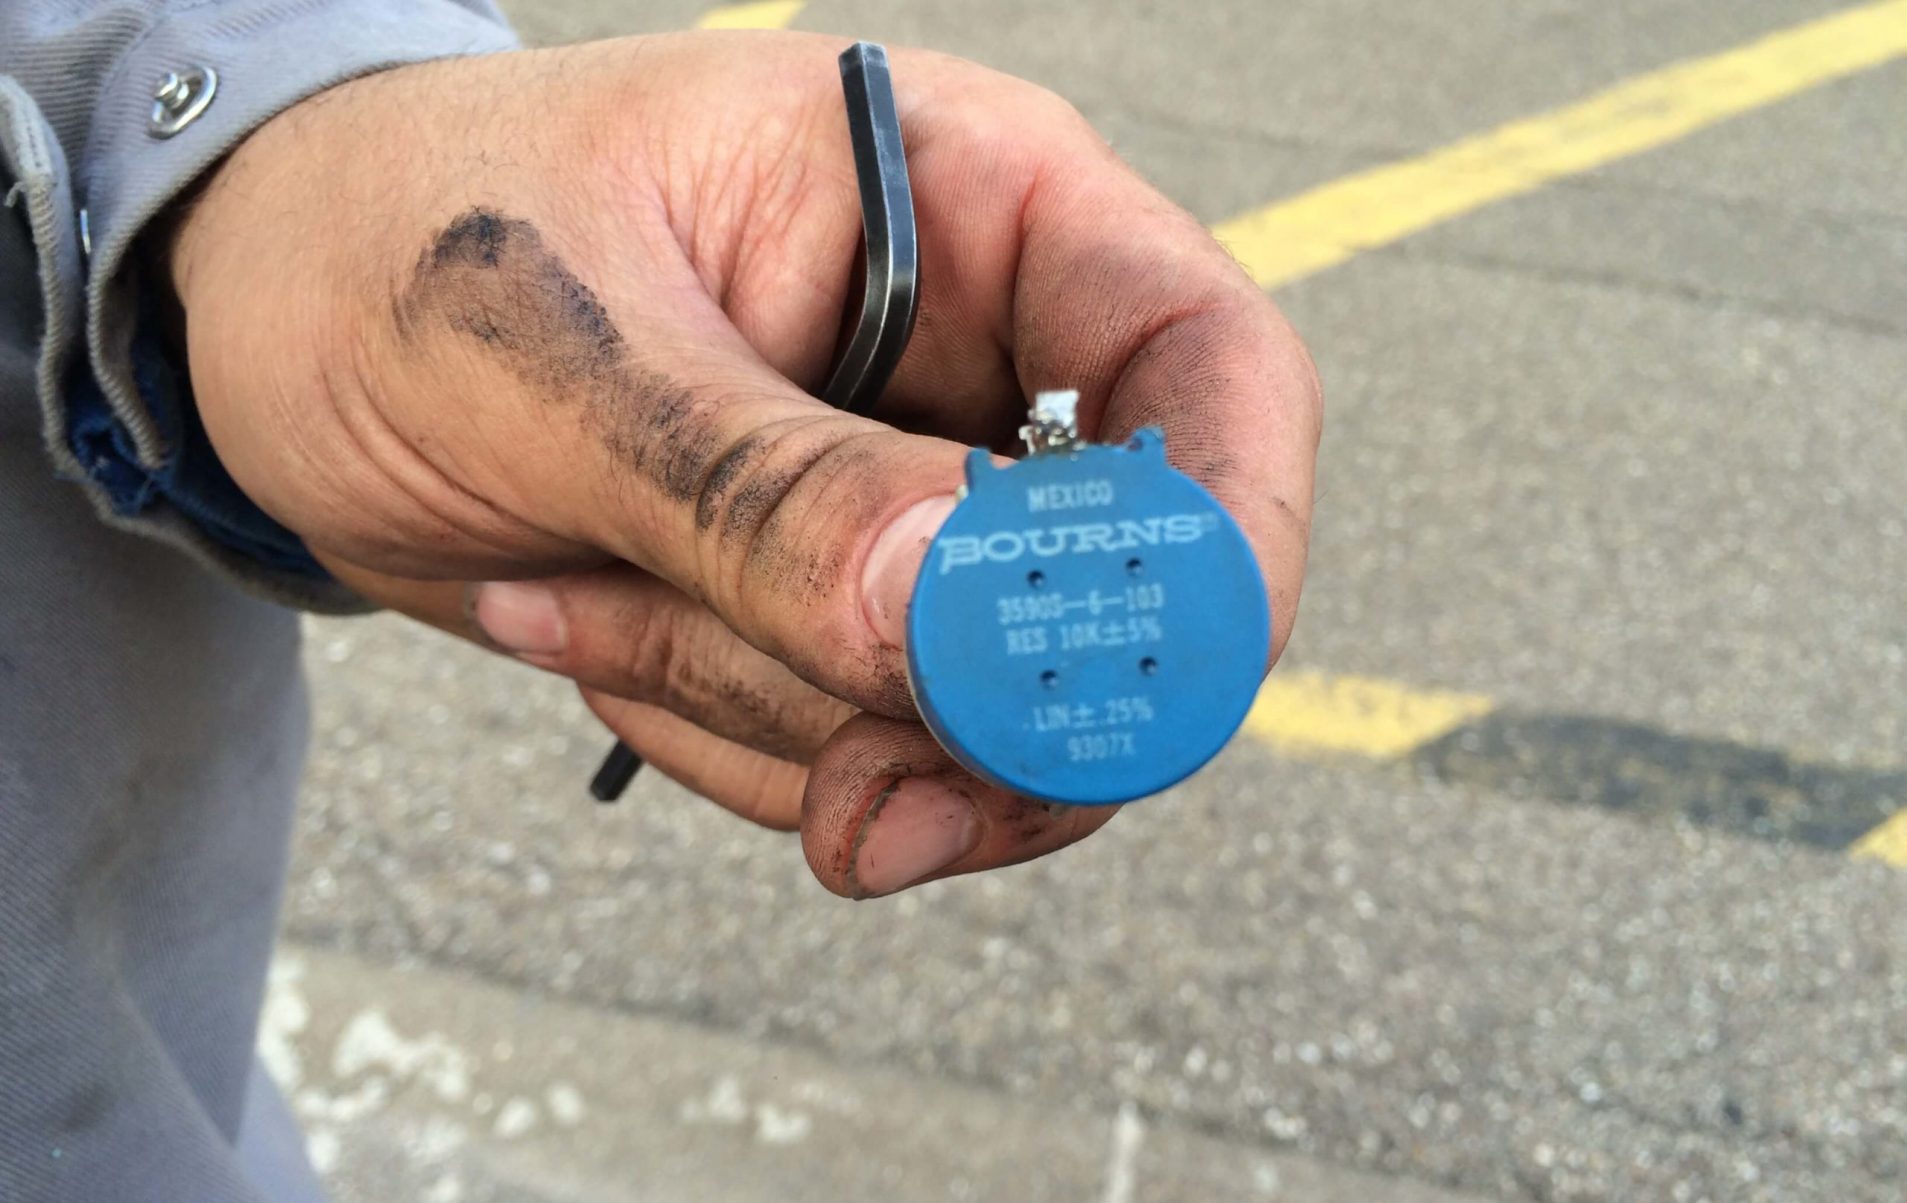 MEXICO
BOURNS®
3590S-6-103
RES 10K±5%
LIN±.25%
9307X